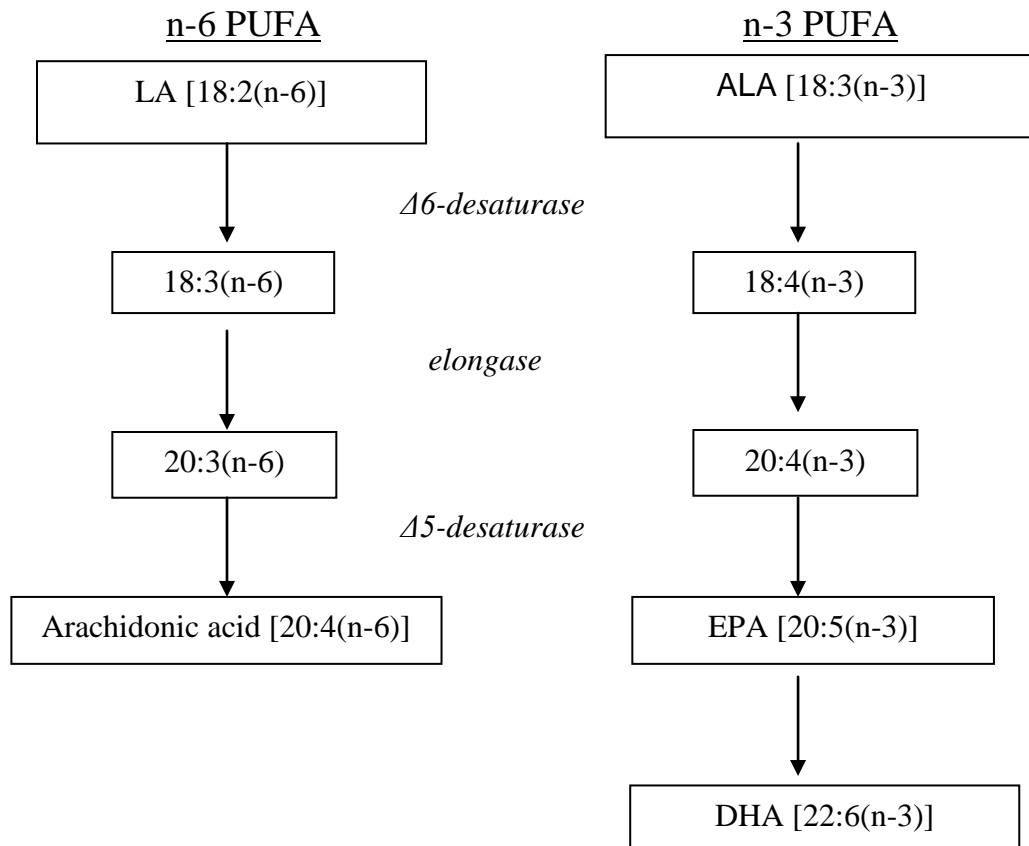 n-6 PUFA
n-3 PUFA
LA [18:2(n-6)]
ALA [18:3(n-3)]
Δ6-desaturase
18:3(n-6)
18:4(n-3)
elongase
20:3(n-6)
20:4(n-3)
Δ5-desaturase
Arachidonic acid [20:4(n-6)]
EPA [20:5(n-3)]
DHA [22:6(n-3)]